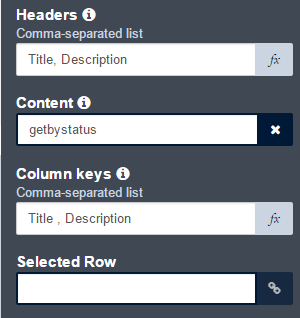 Headers
Comma-separated list
Title, Description
fx
Content
getbystatus
Column keys
Comma-separated list
Title , Description
fx
Selected Row